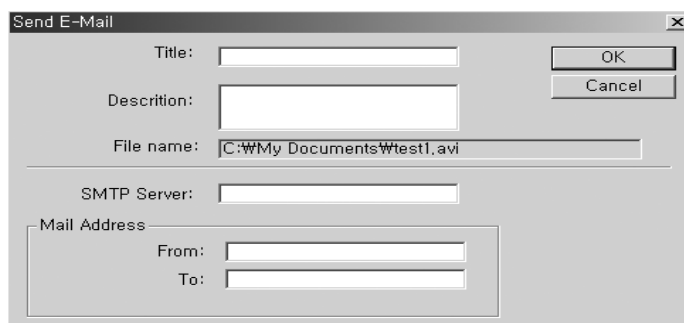 Send E-Mail
Title:
OK
Cancel
Descrition:
File name: C:₩My Documents₩test1.avi
SMTP Server:
Mail Address
From:
To: